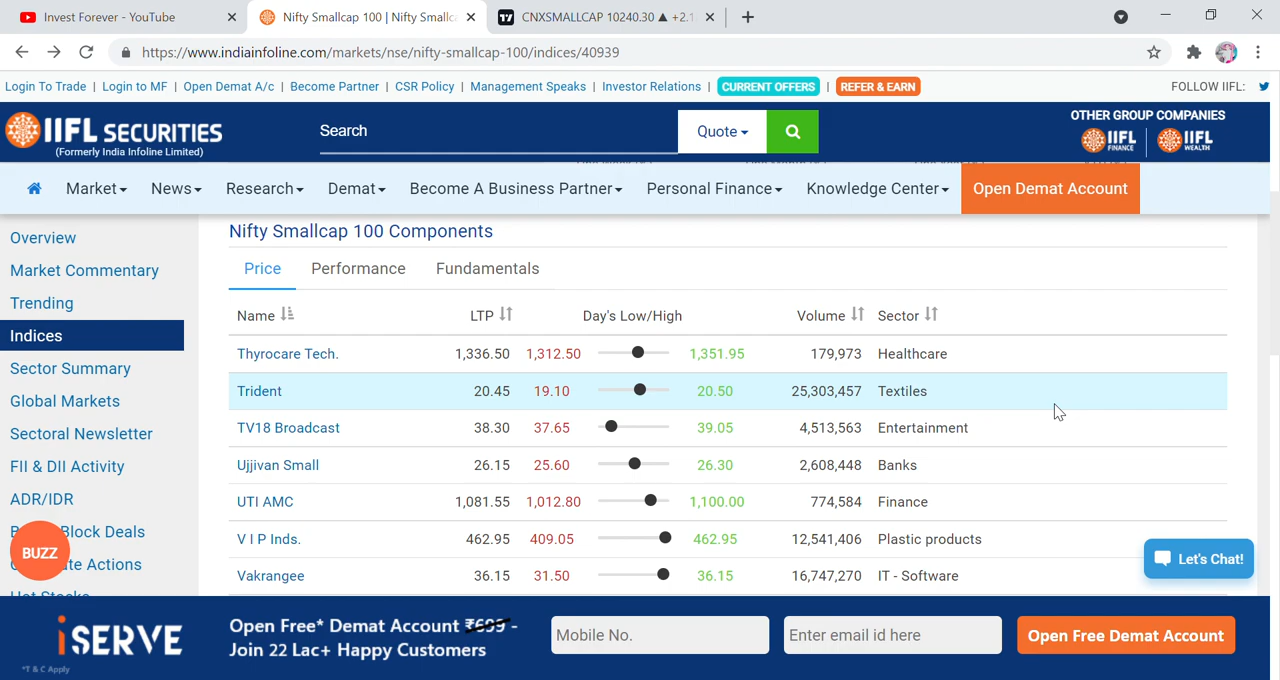 Invest Forever - YouTube
Nifty Smallcap 100 | Nifty Smallc
CNXSMALLCAP 10240.30 ▲ +2.1
https://www.indiainfoline.com/markets/nse/nifty-smallcap-100/indices/40939
Login To Trade | Login to MF | Open Demat A/c | Become Partner | CSR Policy | Management Speaks | Investor Relations | CURRENT OFFERS | REFER & EARN
FOLLOW IIFL:
IIFL SECURITIES
(Formerly India Infoline Limited)
Search
Quote
OTHER GROUP COMPANIES
IIFL FINANCE
IIFL WEALTH
Market News Research Demat Become A Business Partner Personal Finance Knowledge Center Open Demat Account
Overview
Market Commentary
Trending
Indices
Sector Summary
Global Markets
Sectoral Newsletter
FII & DII Activity
ADR/IDR
Block Deals
Actions
BUZZ
Nifty Smallcap 100 Components
Price Performance Fundamentals
Name LTP Day's Low/High Volume Sector
Thyrocare Tech. 1,336.50 1,312.50 1,351.95 179,973 Healthcare
Trident 20.45 19.10 20.50 25,303,457 Textiles
TV18 Broadcast 38.30 37.65 39.05 4,513,563 Entertainment
Ujjivan Small 26.15 25.60 26.30 2,608,448 Banks
UTI AMC 1,081.55 1,012.80 1,100.00 774,584 Finance
V I P Inds. 462.95 409.05 462.95 12,541,406 Plastic products
Vakrangee 36.15 31.50 36.15 16,747,270 IT - Software
Let's Chat!
iSERVE
*T & C Apply
Open Free* Demat Account ₹699 -
Join 22 Lac+ Happy Customers
Mobile No.
Enter email id here
Open Free Demat Account